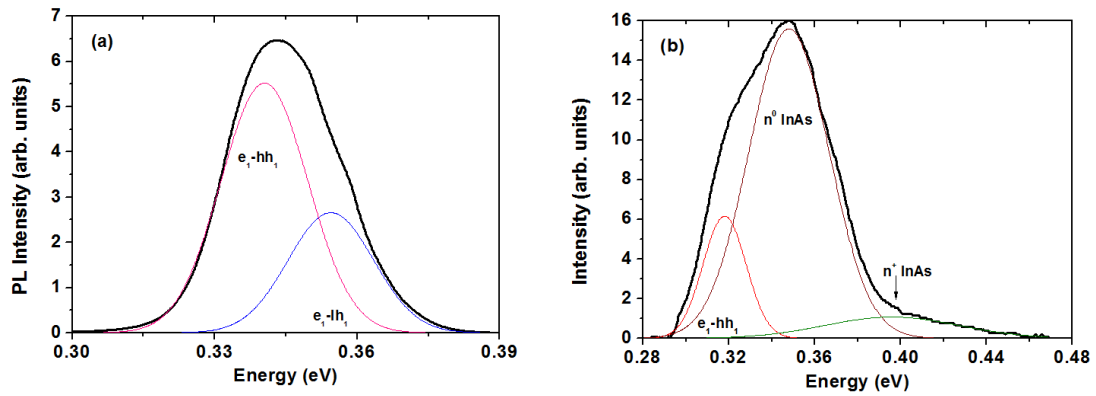 (a)
PL Intensity (arb. units)
7
6
5
4
3
2
1
0
e₁-hh₁
e₁-lh₁
0.30 0.33 0.36 0.39
Energy (eV)
(b)
Intensity (arb. units)
16
14
12
10
8
6
4
2
0
n⁰ InAs
n⁺ InAs
e₁-hh₁
0.28 0.32 0.36 0.40 0.44 0.48
Energy (eV)